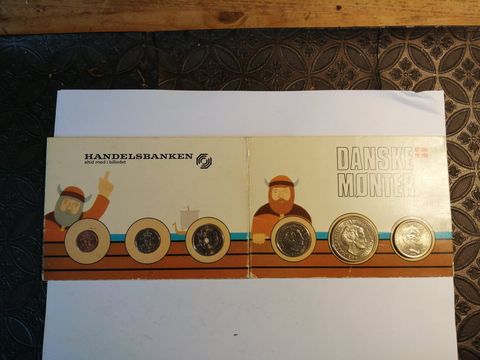 HANDELSBANKEN
altid med i billedet
DANSKE
MØNTER